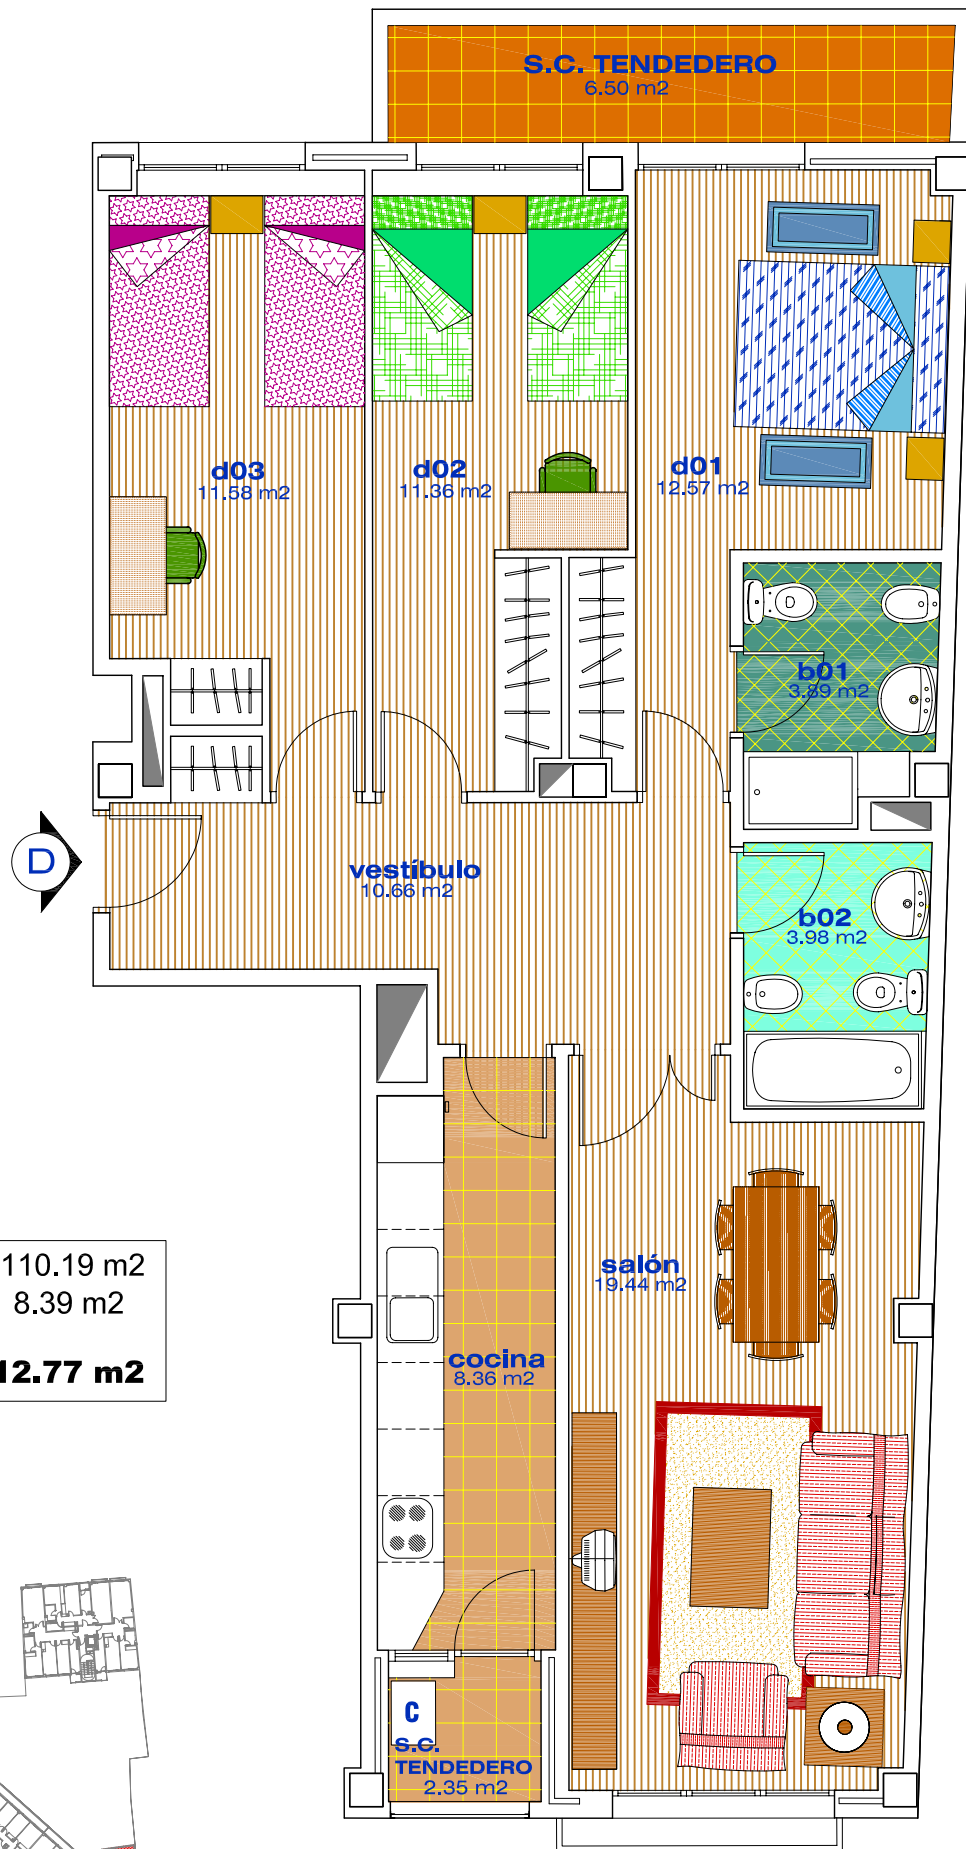 S.C. TENDEDERO
6.50 m2
d03
11.58 m2
d02
11.36 m2
d01
12.57 m2
b01
3.89 m2
D
vestíbulo
10.66 m2
b02
3.98 m2
110.19 m2
8.39 m2
12.77 m2
salón
19.44 m2
cocina
8.36 m2
C
S.C.
TENDEDERO
2.35 m2